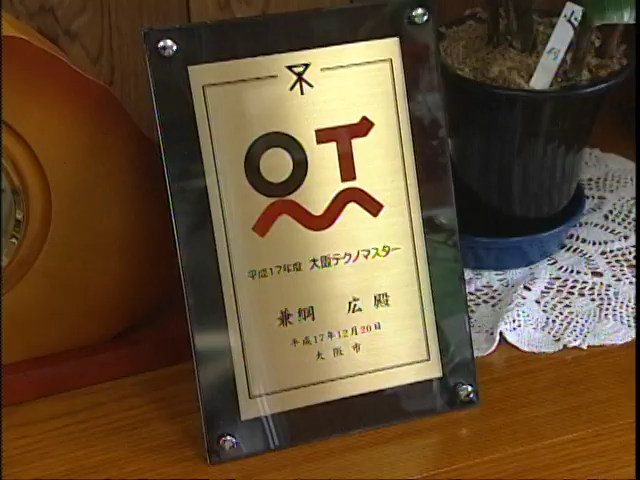 OT
平成17年度 大阪テクノマスター
兼綱 広 殿
平成17年12月20日
大阪市